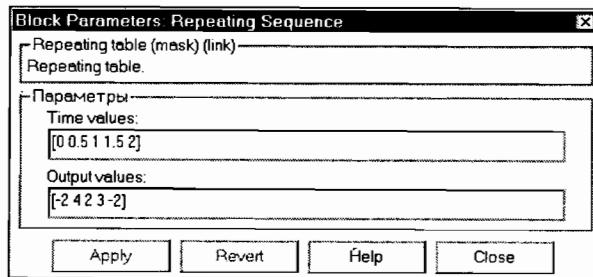 Block Parameters: Repeating Sequence
Repeating table (mask) (link)
Repeating table.
Параметры
Time values:
[0 0.5 1 1.5 2]
Output values:
[-2 4 2 3 -2]
Apply Revert Help Close